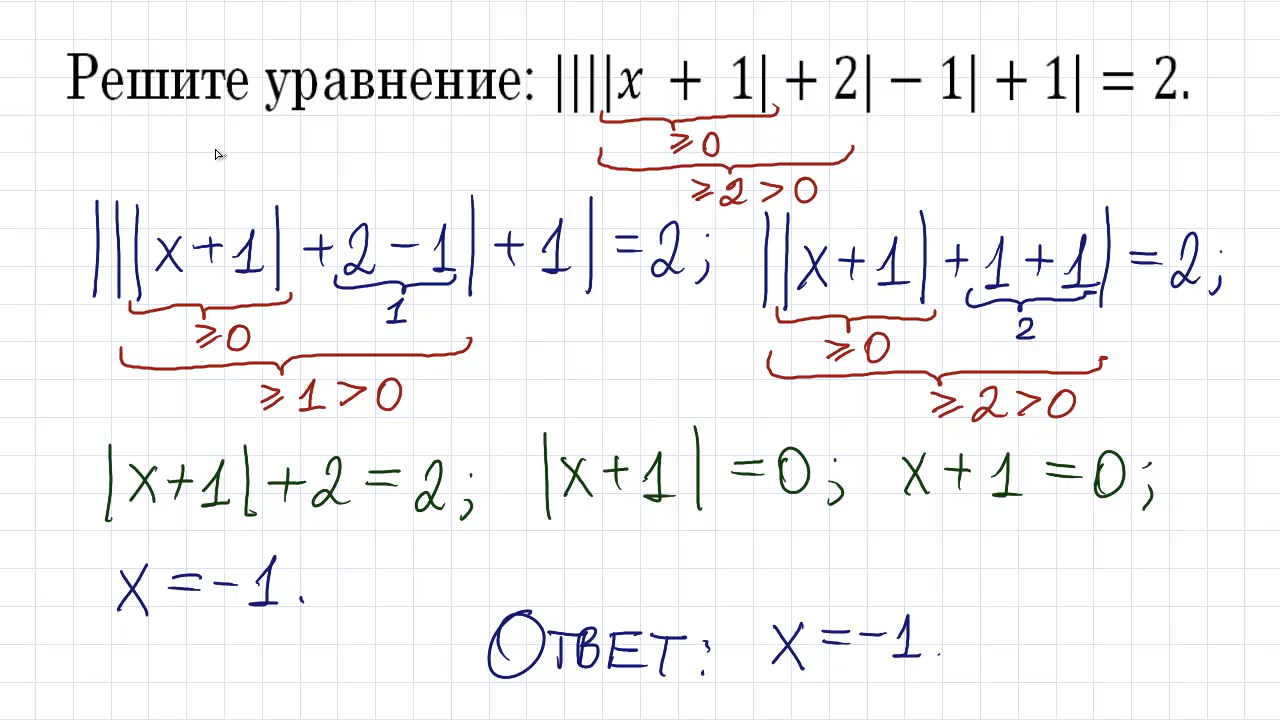 Решите уравнение: ||||x + 1| + 2| − 1| + 1| = 2.
⩾0
⩾2>0
|||x+1|+2−1|+1|=2; ||x+1|+1+1|=2;
1 2
⩾0 ⩾0
⩾1>0 ⩾2>0
|x+1|+2=2; |x+1|=0; x+1=0;
x=−1.
Ответ: x=−1.